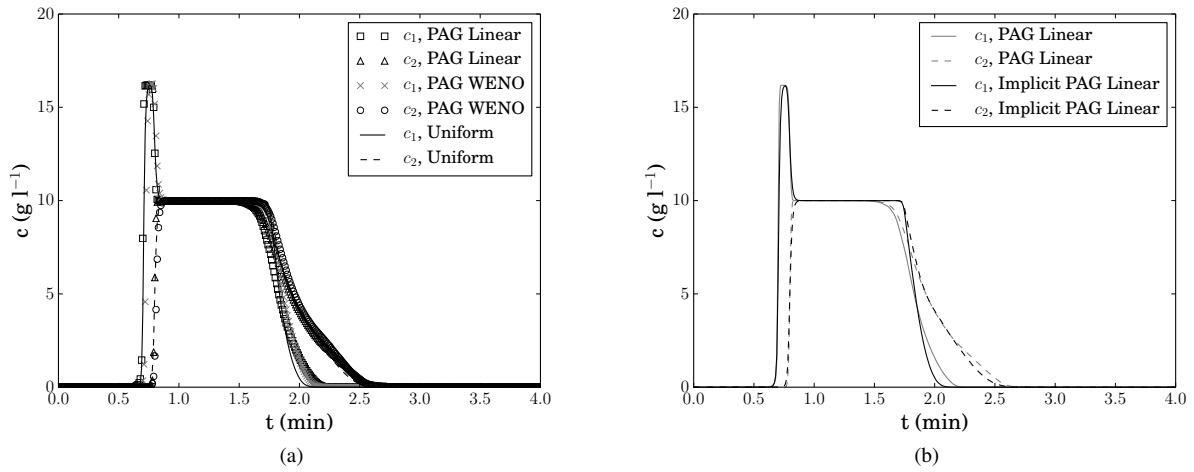 20
15
10
5
0
c (g l⁻¹)
0.0 0.5 1.0 1.5 2.0 2.5 3.0 3.5 4.0
t (min)
c₁, PAG Linear
c₂, PAG Linear
c₁, PAG WENO
c₂, PAG WENO
c₁, Uniform
c₂, Uniform
(a)
20
15
10
5
0
c (g l⁻¹)
0.0 0.5 1.0 1.5 2.0 2.5 3.0 3.5 4.0
t (min)
c₁, PAG Linear
c₂, PAG Linear
c₁, Implicit PAG Linear
c₂, Implicit PAG Linear
(b)